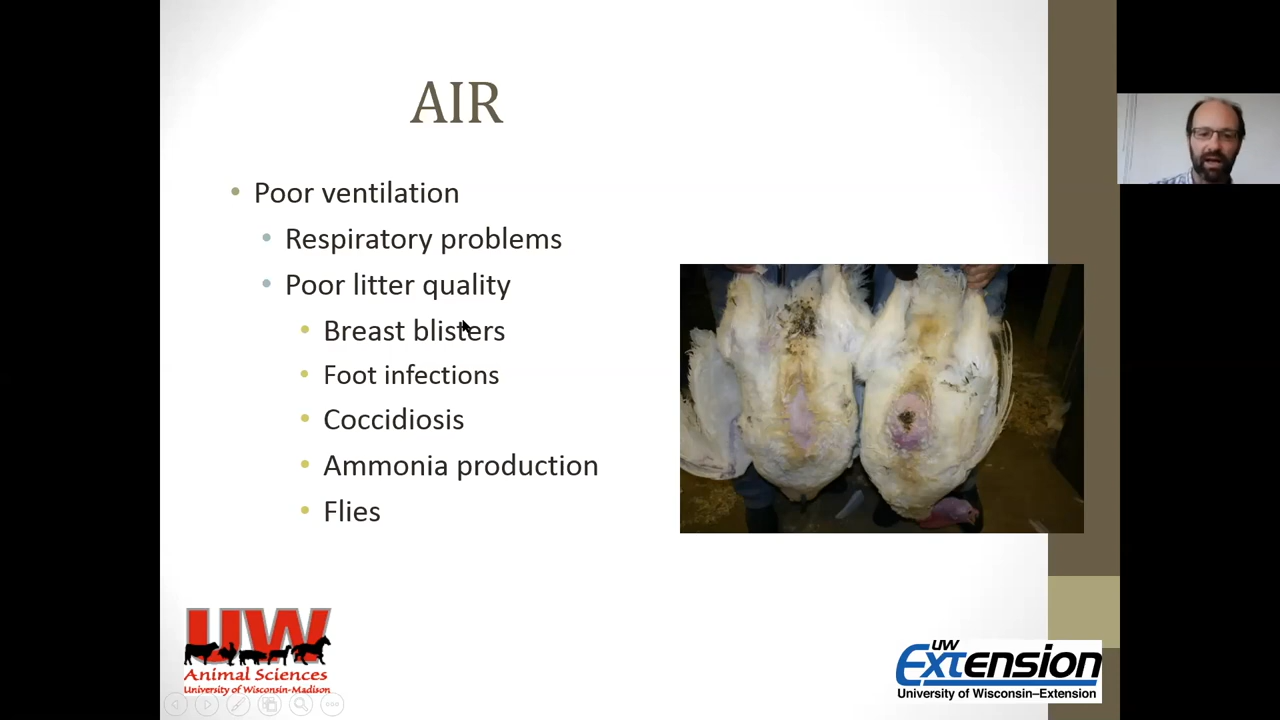 AIR
Poor ventilation
Respiratory problems
Poor litter quality
Breast blisters
Foot infections
Coccidiosis
Ammonia production
Flies
UW
Animal Sciences
University of Wisconsin-Madison
UW
Extension
University of Wisconsin–Extension